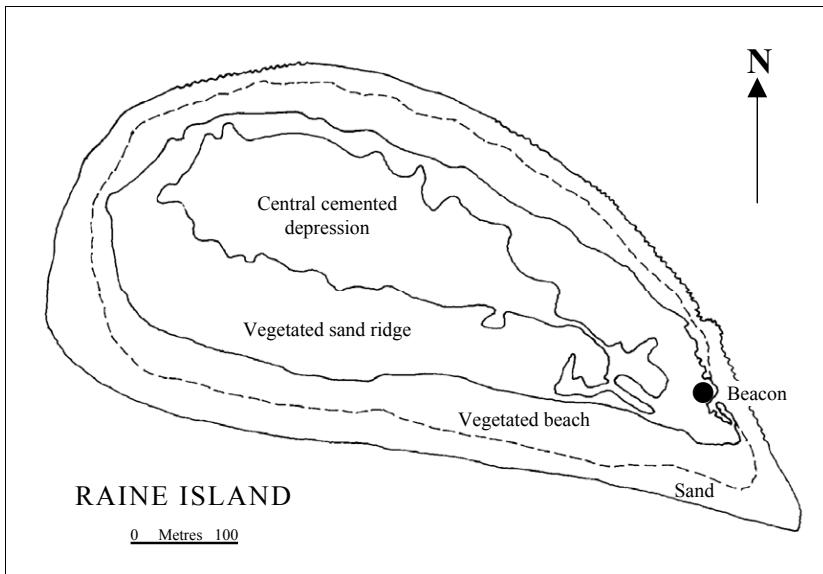 N
Central cemented
depression
Vegetated sand ridge
Beacon
Vegetated beach
Sand
RAINE ISLAND
0 Metres 100